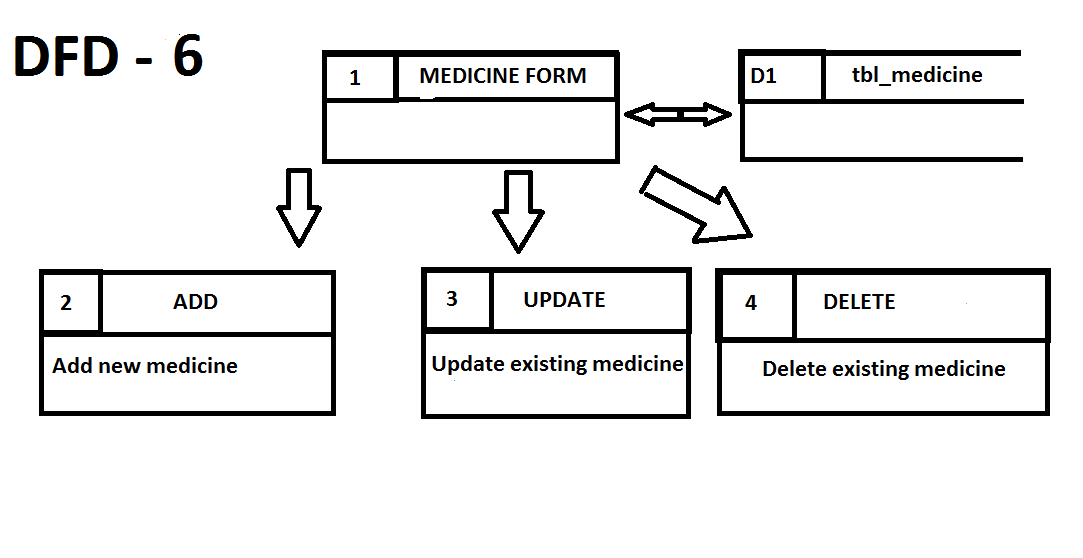 DFD - 6
1 MEDICINE FORM
D1 tbl_medicine
2 ADD
Add new medicine
3 UPDATE
Update existing medicine
4 DELETE
Delete existing medicine